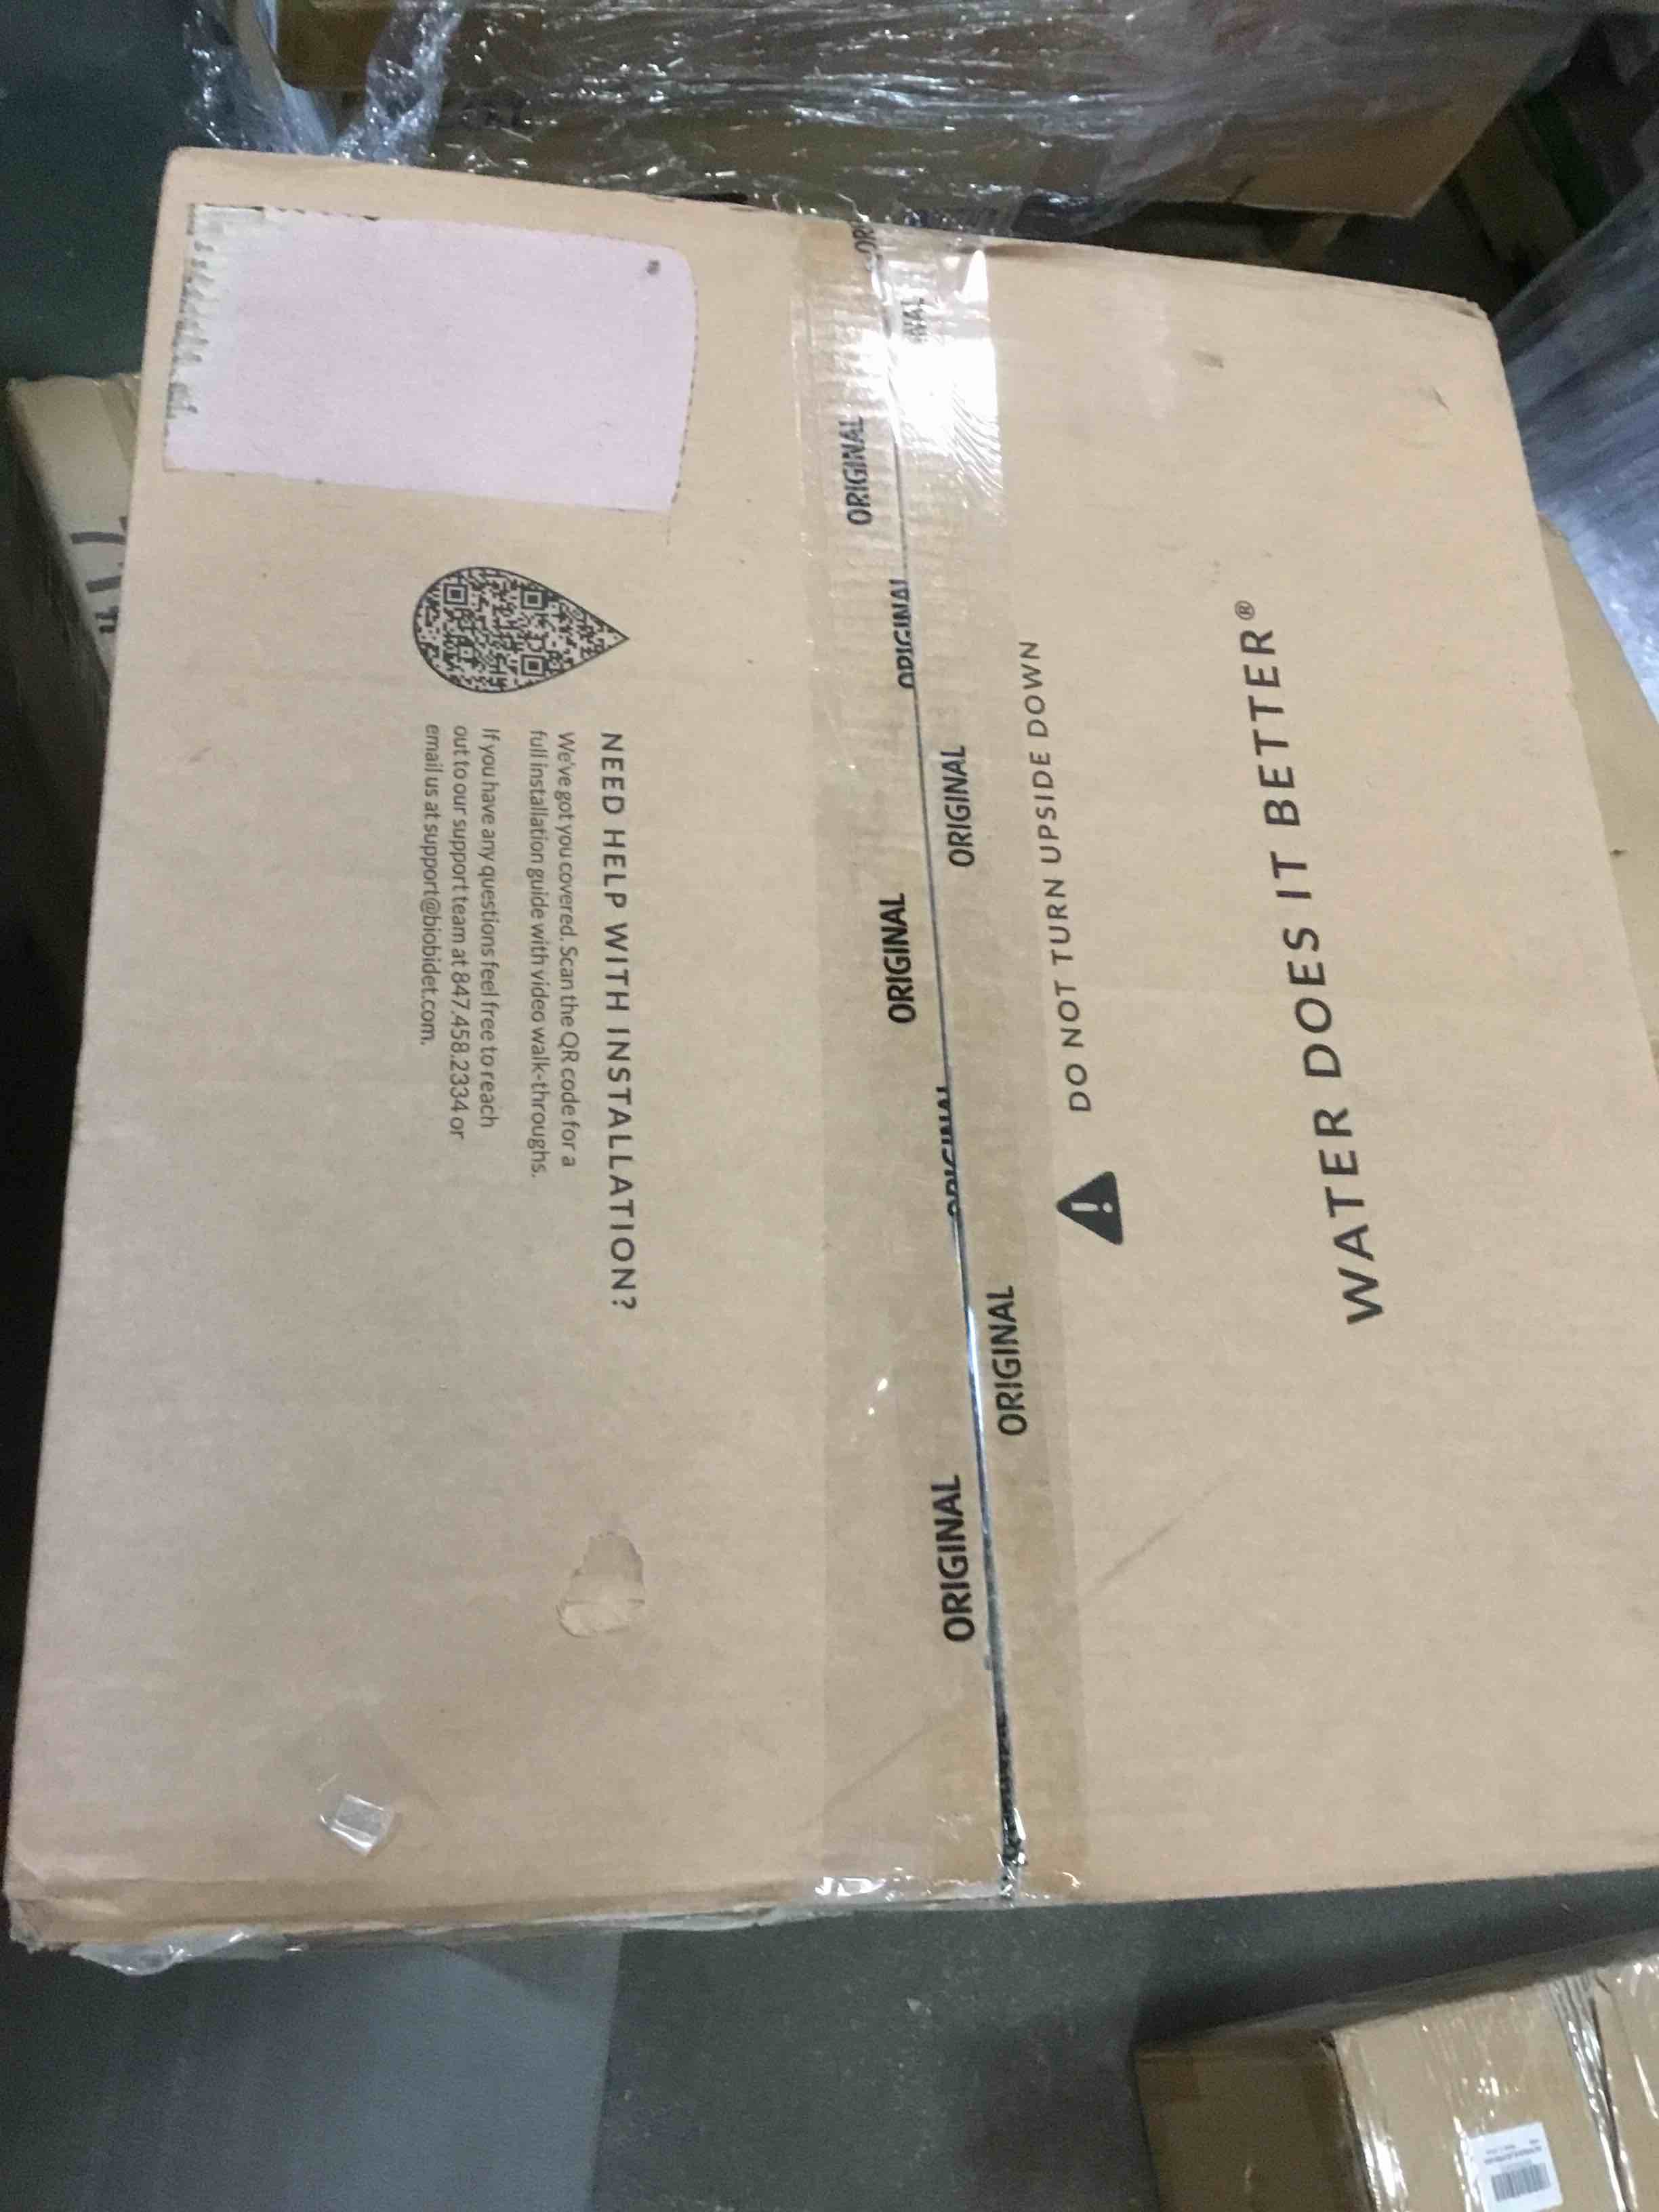 NEED HELP WITH INSTALLATION?
We've got you covered. Scan the QR code for a
full installation guide with video walk-throughs.
If you have any questions feel free to reach
out to our support team at 847.458.2334 or
email us at support@biobidet.com.
ORIGINAL
ORIGINAL
ORIGINAL
ORIGINAL
ORIGINAL
ORIGINAL
ORIGINAL
DO NOT TURN UPSIDE DOWN
WATER DOES IT BETTER®